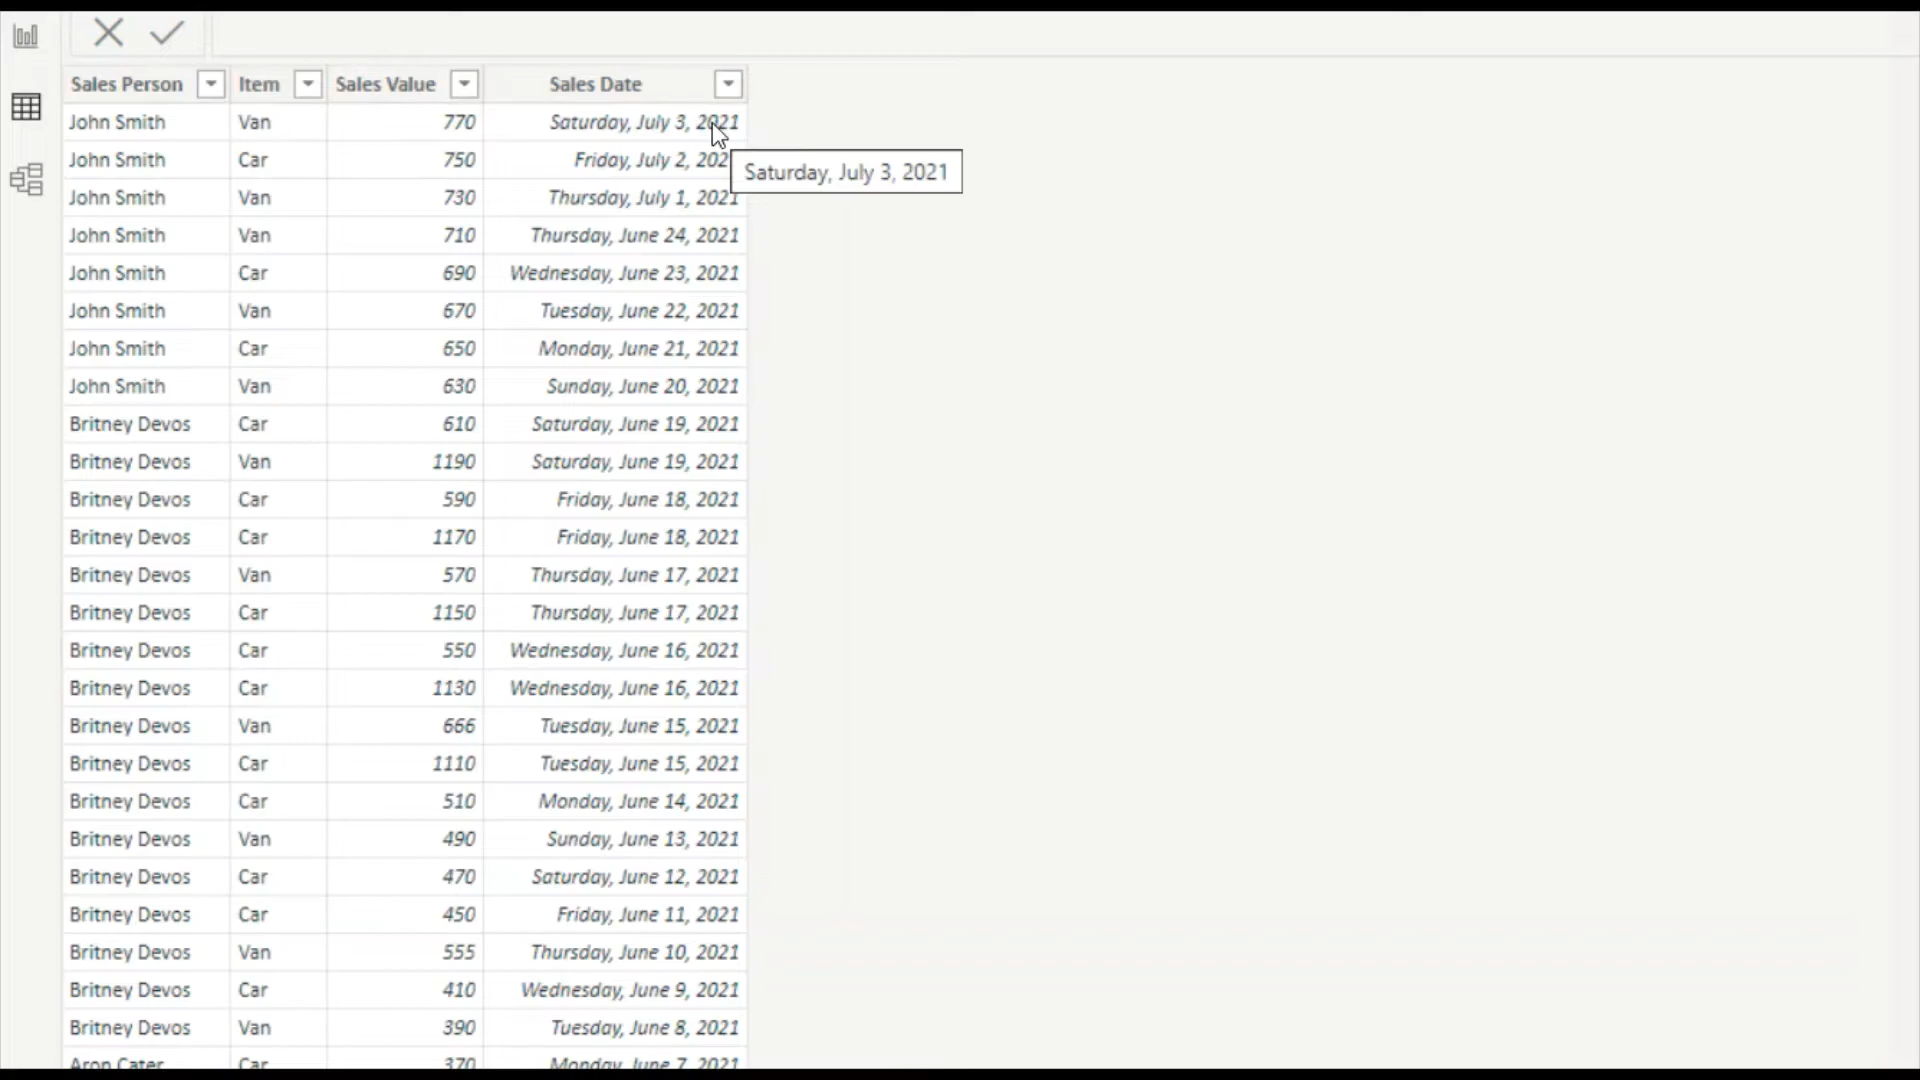 Sales Person Item Sales Value Sales Date
John Smith Van 770 Saturday, July 3, 2021
John Smith Car 750 Friday, July 2, 202
Saturday, July 3, 2021
John Smith Van 730 Thursday, July 1, 2021
John Smith Van 710 Thursday, June 24, 2021
John Smith Car 690 Wednesday, June 23, 2021
John Smith Van 670 Tuesday, June 22, 2021
John Smith Car 650 Monday, June 21, 2021
John Smith Van 630 Sunday, June 20, 2021
Britney Devos Car 610 Saturday, June 19, 2021
Britney Devos Van 1190 Saturday, June 19, 2021
Britney Devos Car 590 Friday, June 18, 2021
Britney Devos Car 1170 Friday, June 18, 2021
Britney Devos Van 570 Thursday, June 17, 2021
Britney Devos Car 1150 Thursday, June 17, 2021
Britney Devos Car 550 Wednesday, June 16, 2021
Britney Devos Car 1130 Wednesday, June 16, 2021
Britney Devos Van 666 Tuesday, June 15, 2021
Britney Devos Car 1110 Tuesday, June 15, 2021
Britney Devos Car 510 Monday, June 14, 2021
Britney Devos Van 490 Sunday, June 13, 2021
Britney Devos Car 470 Saturday, June 12, 2021
Britney Devos Car 450 Friday, June 11, 2021
Britney Devos Van 555 Thursday, June 10, 2021
Britney Devos Car 410 Wednesday, June 9, 2021
Britney Devos Van 390 Tuesday, June 8, 2021
Aron Cater Car 370 Monday, June 7, 2021